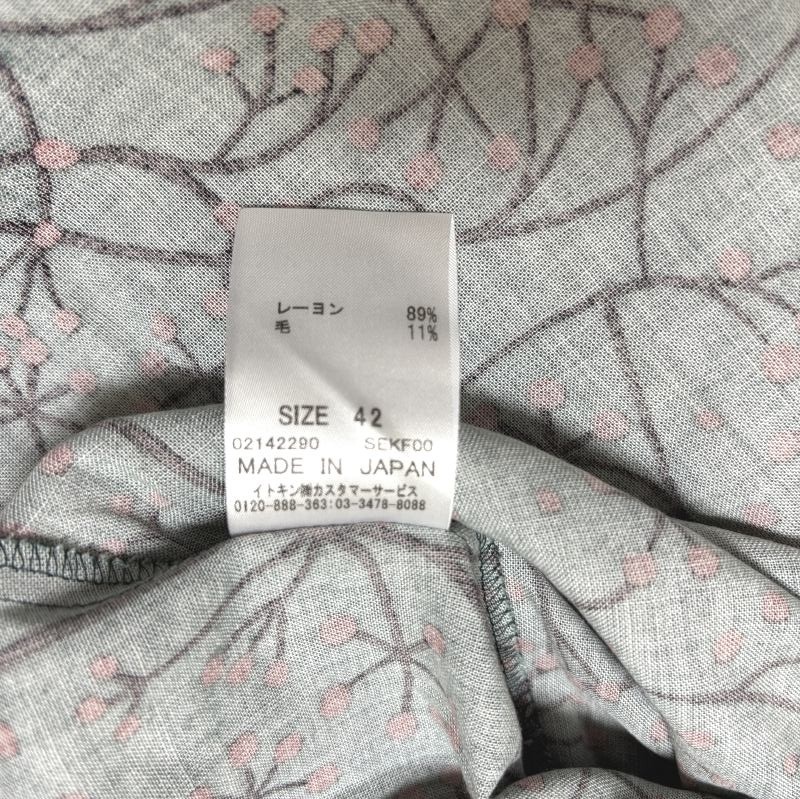 レーヨン 89%
毛 11%
SIZE 42
02142290 SEKF00
MADE IN JAPAN
イトキン㈱カスタマーサービス
0120-888-363:03-3478-8088